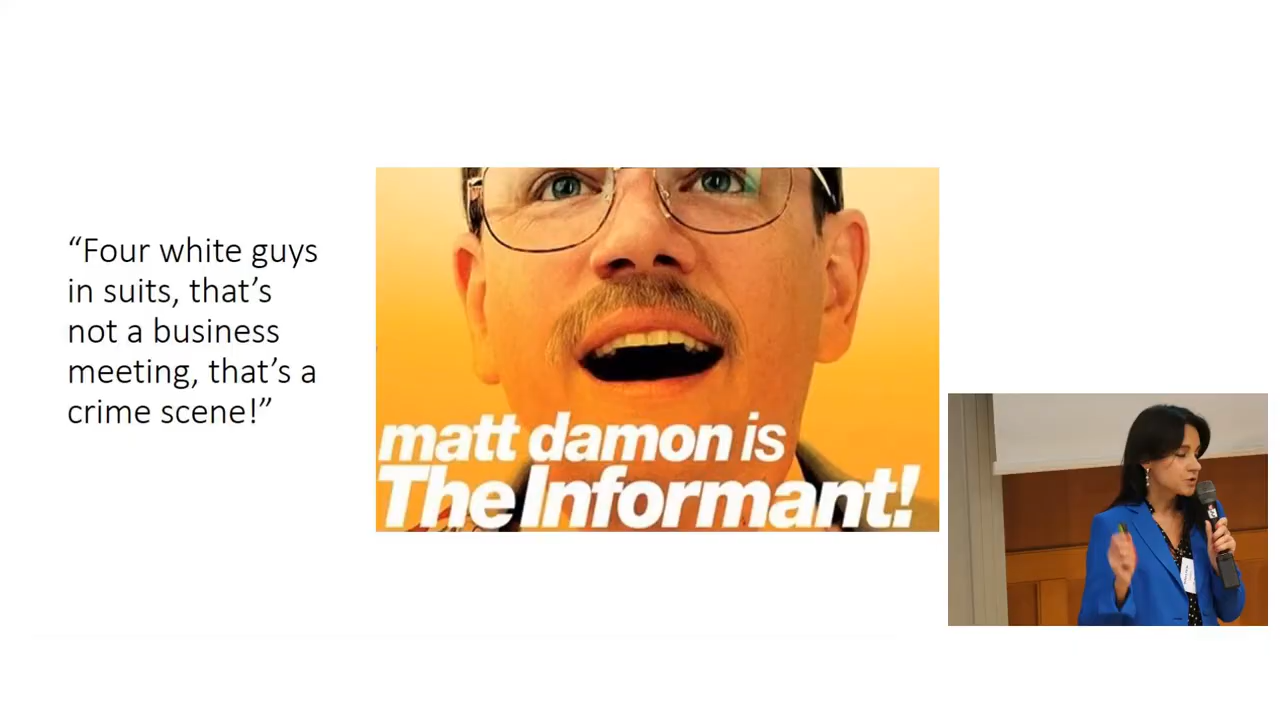 “Four white guys
in suits, that’s
not a business
meeting, that’s a
crime scene!”
matt damon is
The Informant!